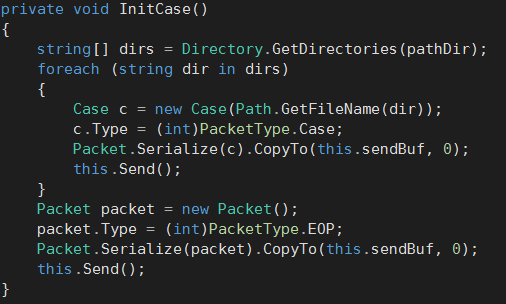 private void InitCase()
{
    string[] dirs = Directory.GetDirectories(pathDir);
    foreach (string dir in dirs)
    {
        Case c = new Case(Path.GetFileName(dir));
        c.Type = (int)PacketType.Case;
        Packet.Serialize(c).CopyTo(this.sendBuf, 0);
        this.Send();
    }
    Packet packet = new Packet();
    packet.Type = (int)PacketType.EOP;
    Packet.Serialize(packet).CopyTo(this.sendBuf, 0);
    this.Send();
}